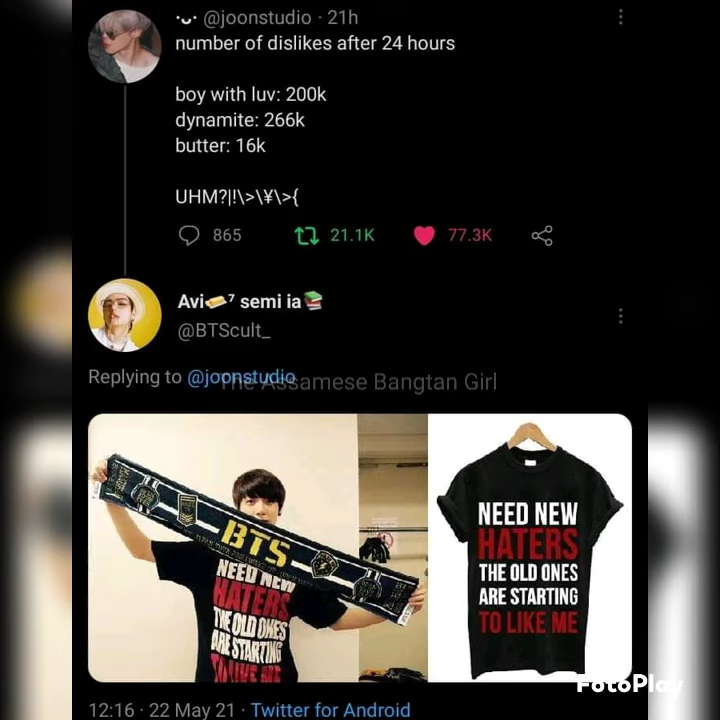 ·ᴗ· @joonstudio · 21h
number of dislikes after 24 hours
boy with luv: 200k
dynamite: 266k
butter: 16k
UHM?|!\>\¥\>{
865 21.1K 77.3K
Avi🧈⁷ semi ia📚
@BTScult_
Replying to @joonstudio
The Assamese Bangtan Girl
BTS
NEED NEW
HATERS
THE OLD ONES
ARE STARTING
TO LIKE ME
NEED NEW
HATERS
THE OLD ONES
ARE STARTING
TO LIKE ME
FotoPlay
12:16 · 22 May 21 · Twitter for Android